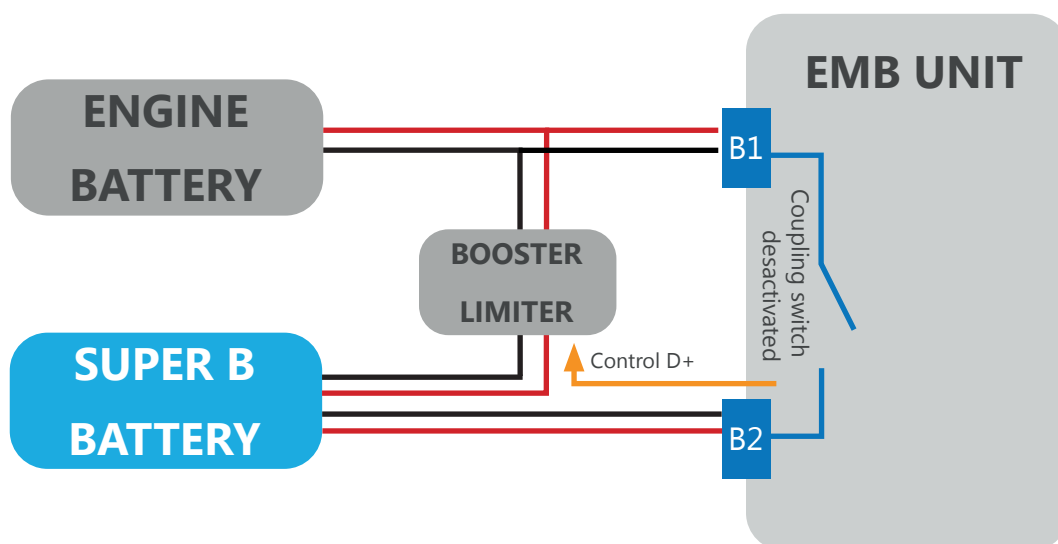 EMB UNIT
ENGINE
BATTERY
B1
Coupling switch
desactivated
BOOSTER
LIMITER
SUPER B
BATTERY
Control D+
B2